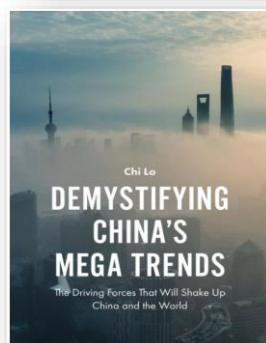 Chi Lo
DEMYSTIFYING
CHINA'S
MEGA TRENDS
The Driving Forces That Will Shake Up
China and the World